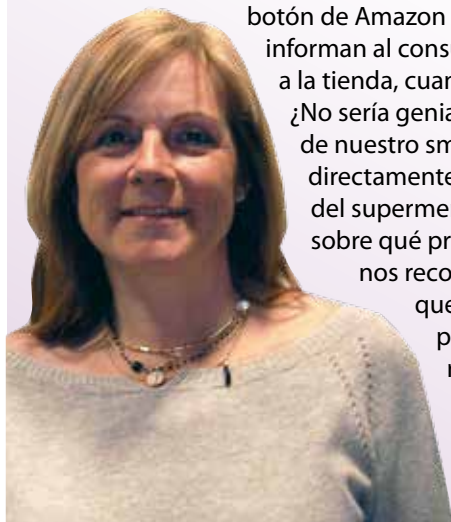 botón de Amazon
informan al consu
a la tienda, cuan
¿No sería genia
de nuestro sm
directamente
del superme
sobre qué pr
nos reco
que
p
r